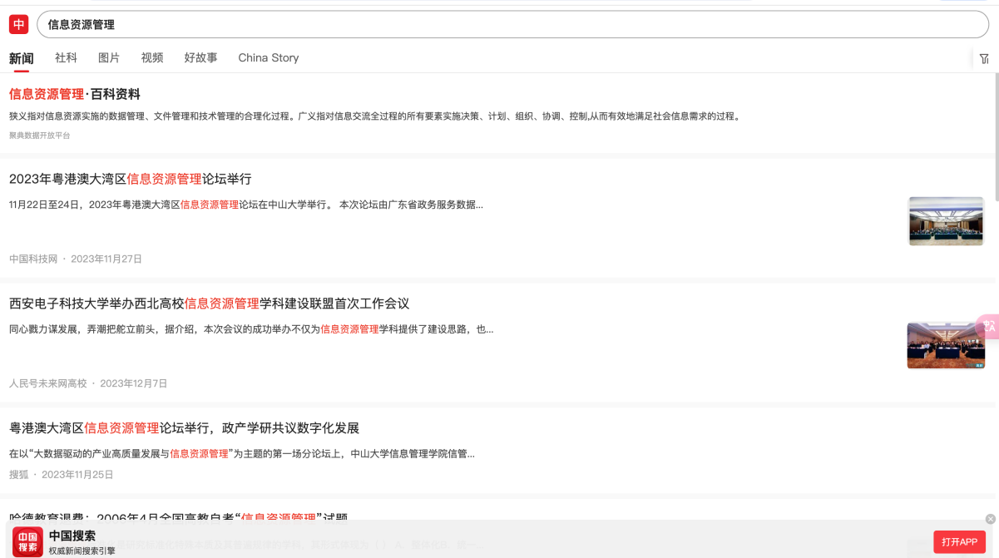 中
信息资源管理
新闻 社科 图片 视频 好故事 China Story
信息资源管理·百科资料
狭义指对信息资源实施的数据管理、文件管理和技术管理的合理化过程。广义指对信息交流全过程的所有要素实施决策、计划、组织、协调、控制,从而有效地满足社会信息需求的过程。
聚典数据开放平台
2023年粤港澳大湾区信息资源管理论坛举行
11月22日至24日，2023年粤港澳大湾区信息资源管理论坛在中山大学举行。 本次论坛由广东省政务服务数据...
中国科技网 · 2023年11月27日
西安电子科技大学举办西北高校信息资源管理学科建设联盟首次工作会议
同心戮力谋发展，弄潮把舵立前头，据介绍，本次会议的成功举办不仅为信息资源管理学科提供了建设思路，也...
人民号未来网高校 · 2023年12月7日
粤港澳大湾区信息资源管理论坛举行，政产学研共议数字化发展
在以“大数据驱动的产业高质量发展与信息资源管理”为主题的第一场分论坛上，中山大学信息管理学院信管...
搜狐 · 2023年11月25日
哈德教育退费：2006年4月全国高教自考“信息资源管理”试题
中国搜索
中国搜索
权威新闻搜索引擎
打开APP